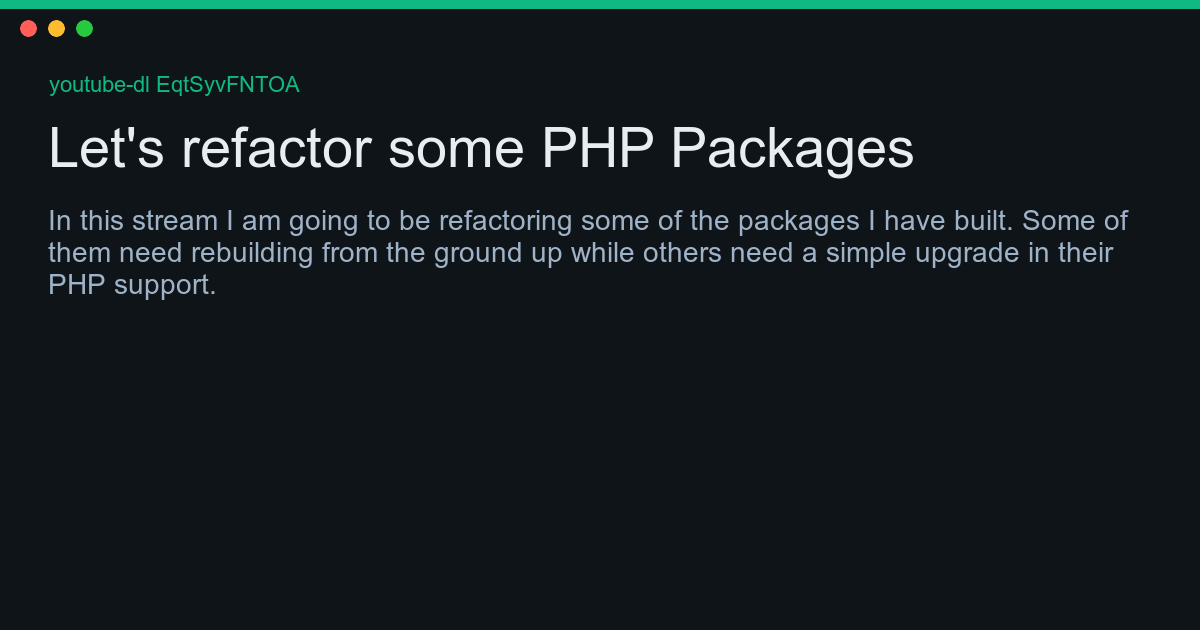 youtube-dl EqtSyvFNTOA
Let's refactor some PHP Packages
In this stream I am going to be refactoring some of the packages I have built. Some of
them need rebuilding from the ground up while others need a simple upgrade in their
PHP support.